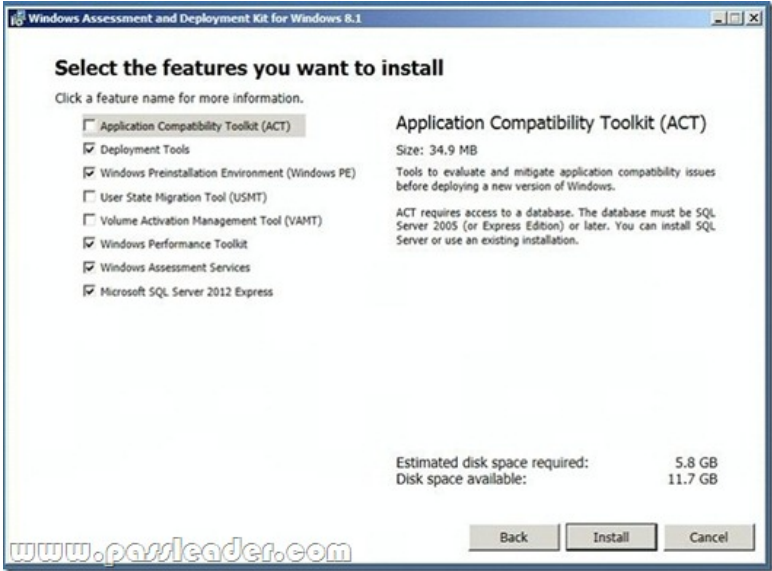 Windows Assessment and Deployment Kit for Windows 8.1
Select the features you want to install
Click a feature name for more information.
Application Compatibility Toolkit (ACT)
Deployment Tools
Windows Preinstallation Environment (Windows PE)
User State Migration Tool (USMT)
Volume Activation Management Tool (VAMT)
Windows Performance Toolkit
Windows Assessment Services
Microsoft SQL Server 2012 Express
Application Compatibility Toolkit (ACT)
Size: 34.9 MB
Tools to evaluate and mitigate application compatibility issues
before deploying a new version of Windows.
ACT requires access to a database. The database must be SQL
Server 2005 (or Express Edition) or later. You can install SQL
Server or use an existing installation.
Estimated disk space required: 5.8 GB
Disk space available: 11.7 GB
Back Install Cancel
www.passleader.com